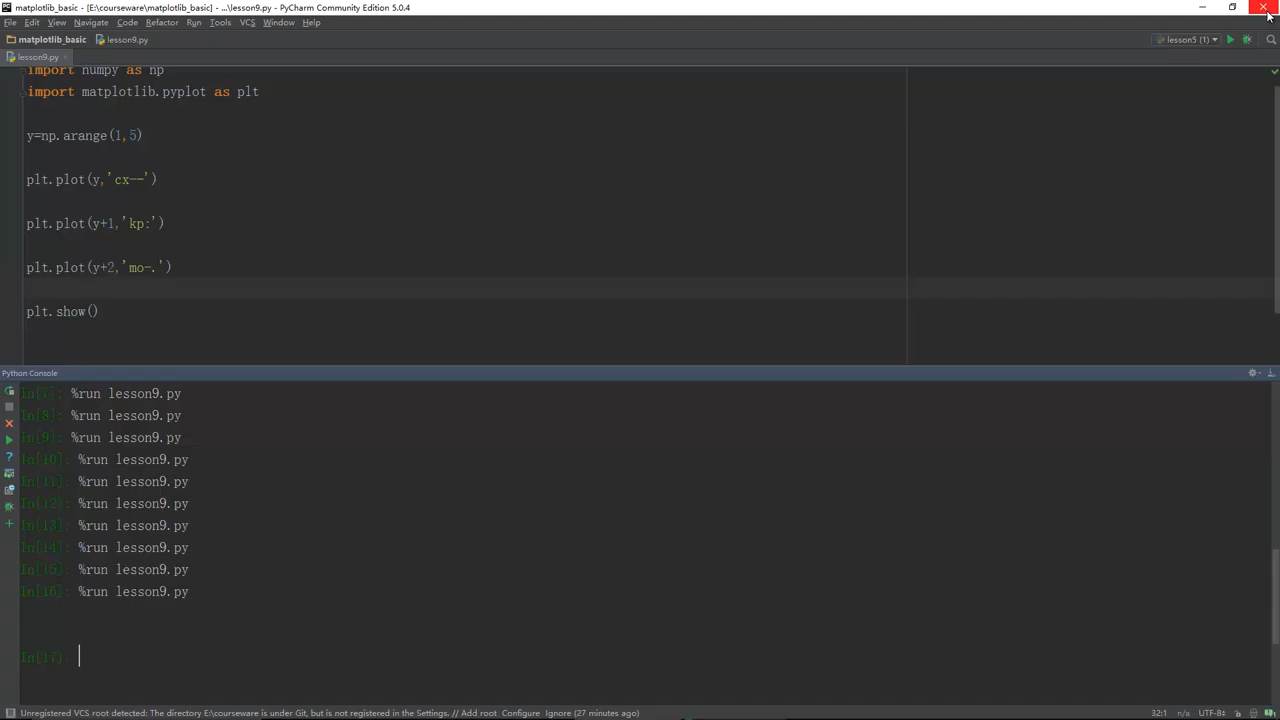 matplotlib_basic - [E:\courseware\matplotlib_basic] - ...\lesson9.py - PyCharm Community Edition 5.0.4
File Edit View Navigate Code Refactor Run Tools VCS Window Help
matplotlib_basic lesson9.py lesson5 (1)
lesson9.py
import numpy as np
import matplotlib.pyplot as plt
y=np.arange(1,5)
plt.plot(y,'cx--')
plt.plot(y+1,'kp:')
plt.plot(y+2,'mo-.')
plt.show()
Python Console
In[7]: %run lesson9.py
In[8]: %run lesson9.py
In[9]: %run lesson9.py
In[10]: %run lesson9.py
In[11]: %run lesson9.py
In[12]: %run lesson9.py
In[13]: %run lesson9.py
In[14]: %run lesson9.py
In[15]: %run lesson9.py
In[16]: %run lesson9.py
In[17]:
Unregistered VCS root detected: The directory E:\courseware is under Git, but is not registered in the Settings. // Add root Configure Ignore (27 minutes ago) 32:1 n/a UTF-8